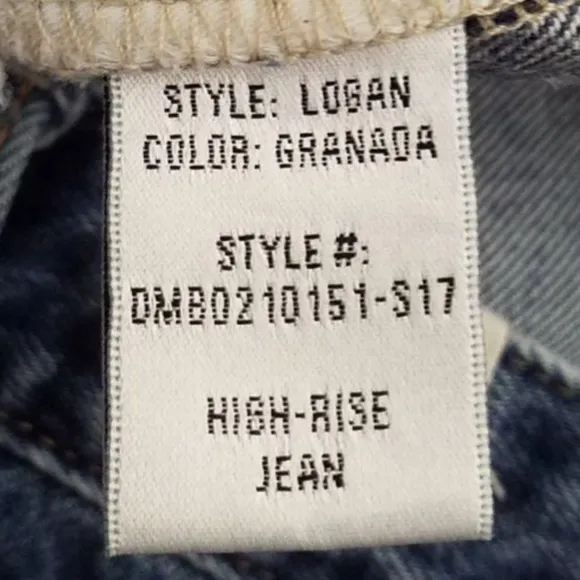 STYLE: LOGAN
COLOR: GRANADA
STYLE #:
DMB0210151-S17
HIGH-RISE
JEAN